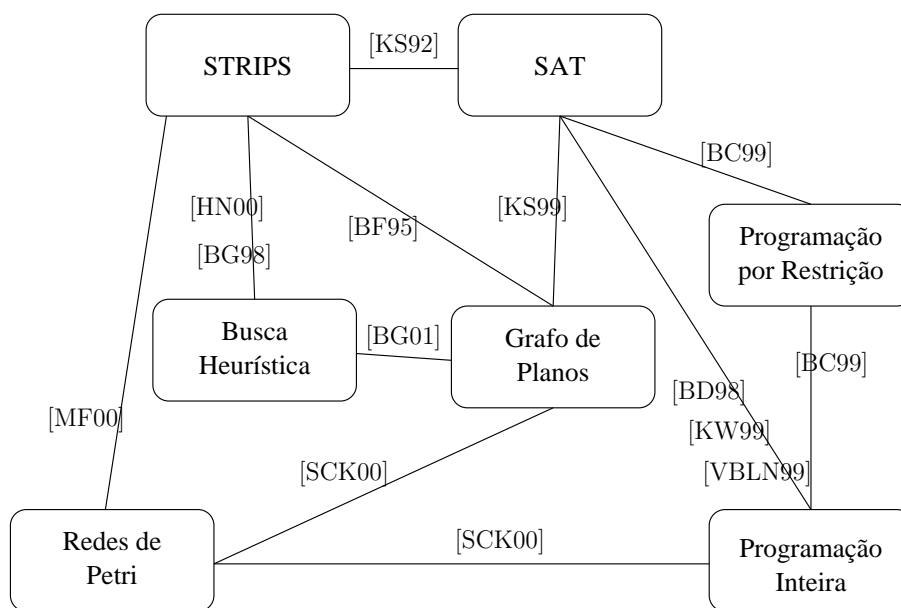 [KS92]
STRIPS
SAT
[BC99]
[HN00]
[KS99]
[BF95]
[BG98]
Programação
por Restrição
Busca
Heurística
[BG01]
Grafo de
Planos
[BC99]
[BD98]
[MF00]
[KW99]
[SCK00]
[VBLN99]
Redes de
Petri
[SCK00]
Programação
Inteira